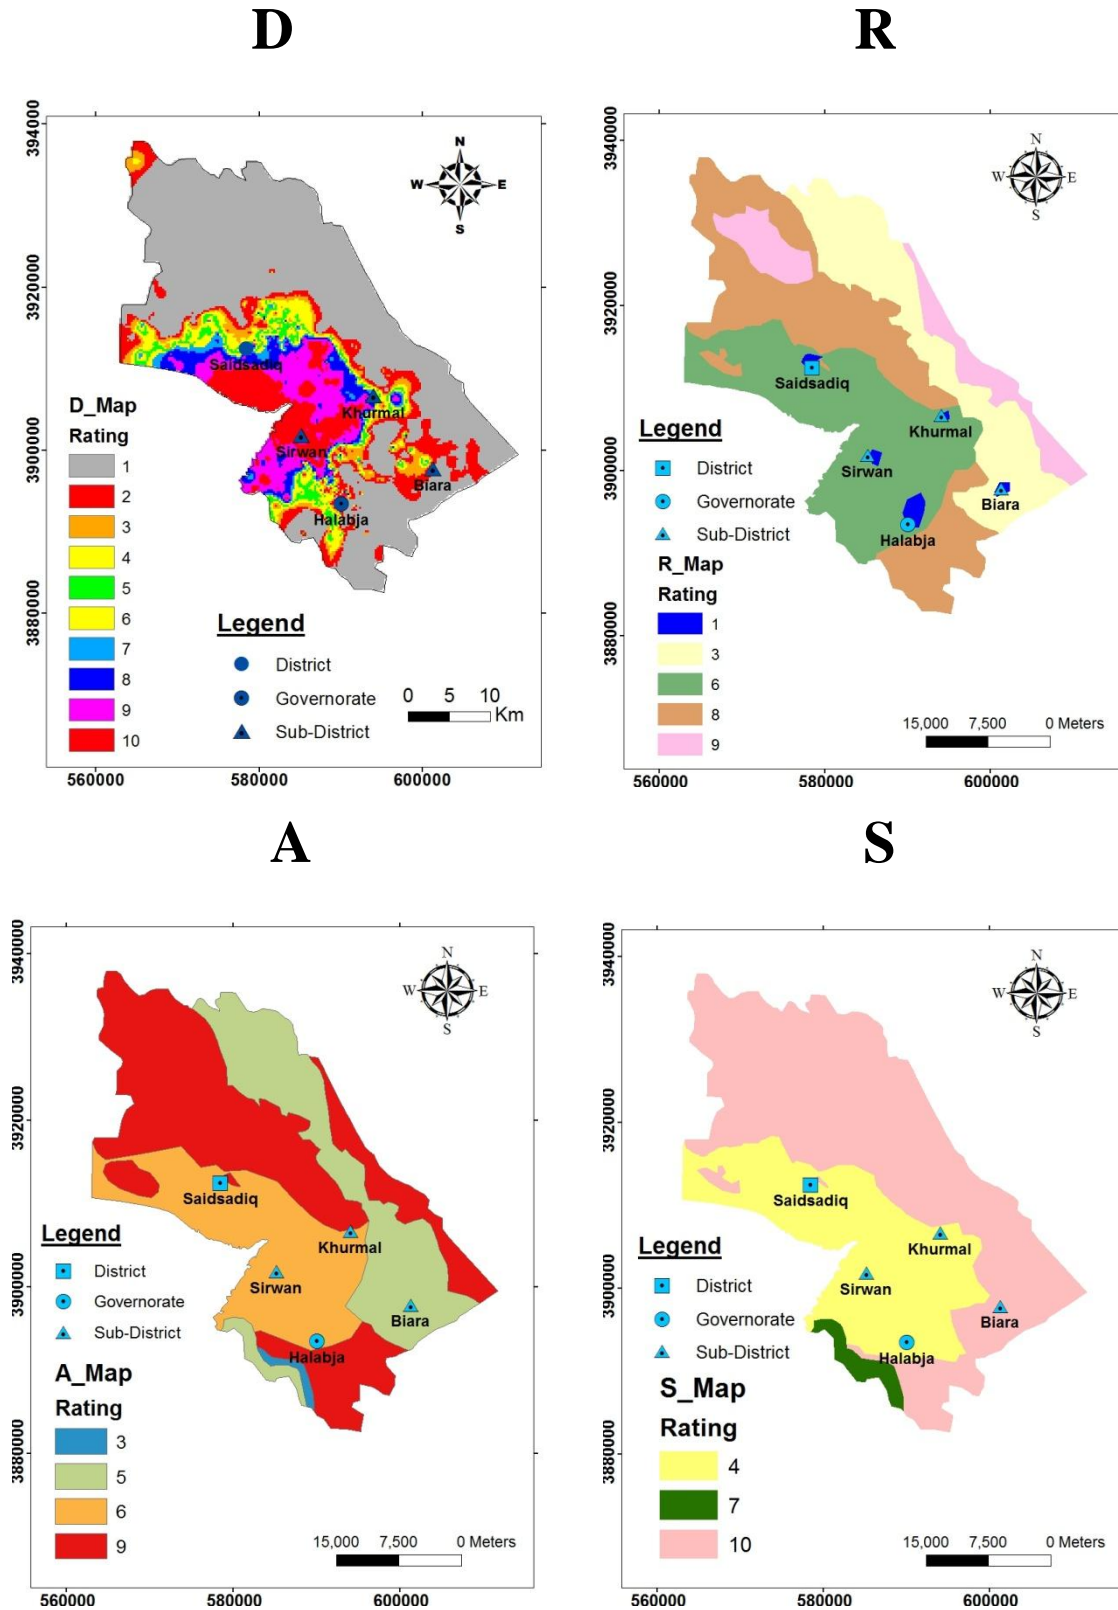 D
R
3940000
3920000
3900000
3880000
560000
580000
600000
N
W
E
S
Saidsadiq
Khurmal
Sirwan
Biara
Halabja
D_Map
Rating
1
2
3
4
5
6
7
8
9
10
Legend
District
Governorate
Sub-District
0 5 10
Km
3940000
3920000
3900000
3880000
560000
580000
600000
N
W
E
S
Saidsadiq
Khurmal
Sirwan
Biara
Halabja
Legend
District
Governorate
Sub-District
R_Map
Rating
1
3
6
8
9
15,000 7,500 0 Meters
A
S
3940000
3920000
3900000
3880000
560000
580000
600000
N
W
E
S
Saidsadiq
Khurmal
Sirwan
Biara
Halabja
Legend
District
Governorate
Sub-District
A_Map
Rating
3
5
6
9
15,000 7,500 0 Meters
3940000
3920000
3900000
3880000
560000
580000
600000
N
W
E
S
Saidsadiq
Khurmal
Sirwan
Biara
Halabja
Legend
District
Governorate
Sub-District
S_Map
Rating
4
7
10
15,000 7,500 0 Meters